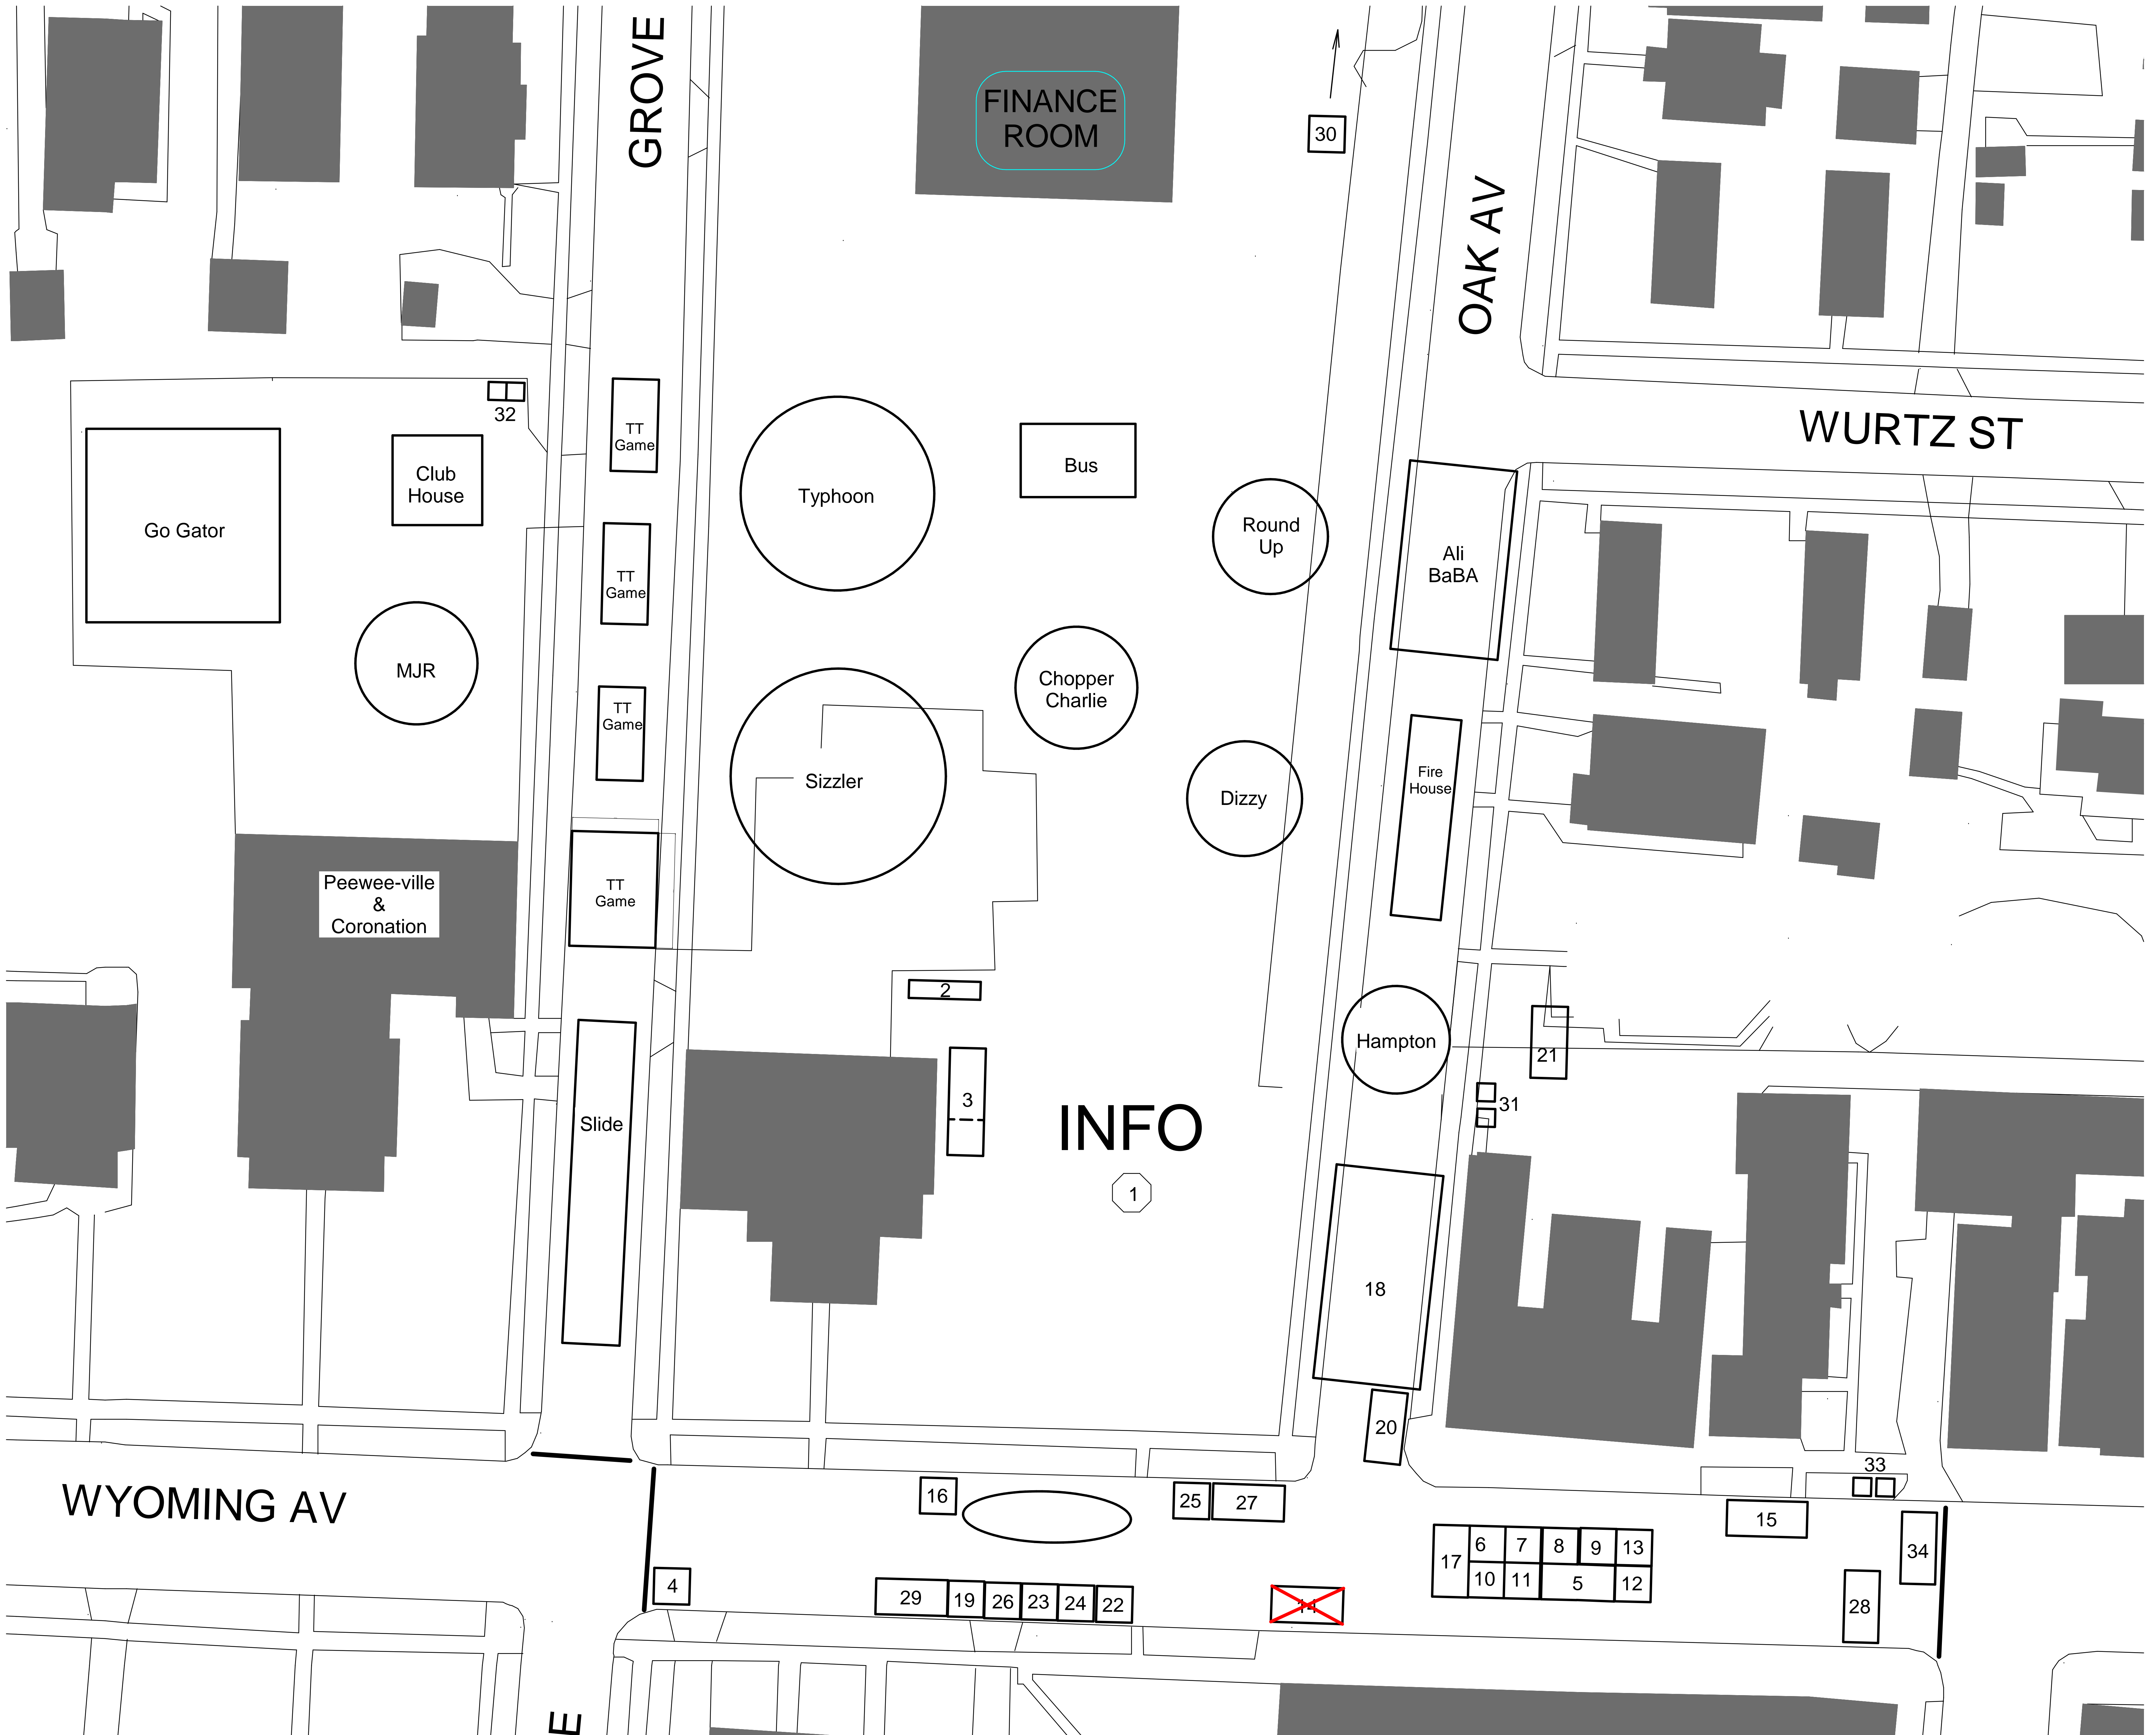 GROVE
FINANCE
ROOM
30
OAK AV
WURTZ ST
32
TT
Game
Club
House
Go Gator
Typhoon
Bus
Round
Up
Ali
BaBA
TT
Game
MJR
Chopper
Charlie
TT
Game
Sizzler
Dizzy
Fire
House
Peewee-ville
&
Coronation
TT
Game
2
Hampton
21
3
31
Slide
INFO
1
18
20
33
WYOMING AV
16
25
27
15
34
17
6
7
8
9
13
10
11
5
12
4
29
19
26
23
24
22
14
28
E